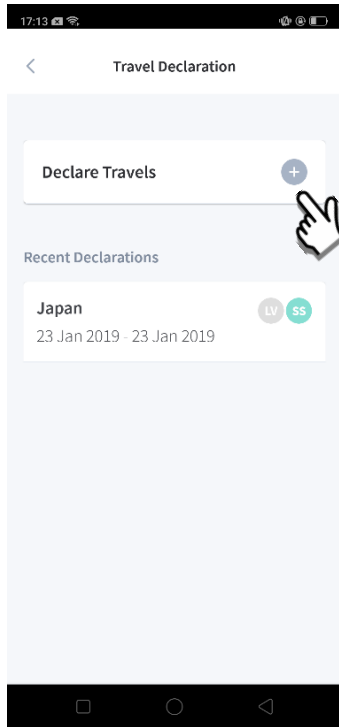 17:13
Travel Declaration
Declare Travels
Recent Declarations
Japan
LV SS
23 Jan 2019 - 23 Jan 2019